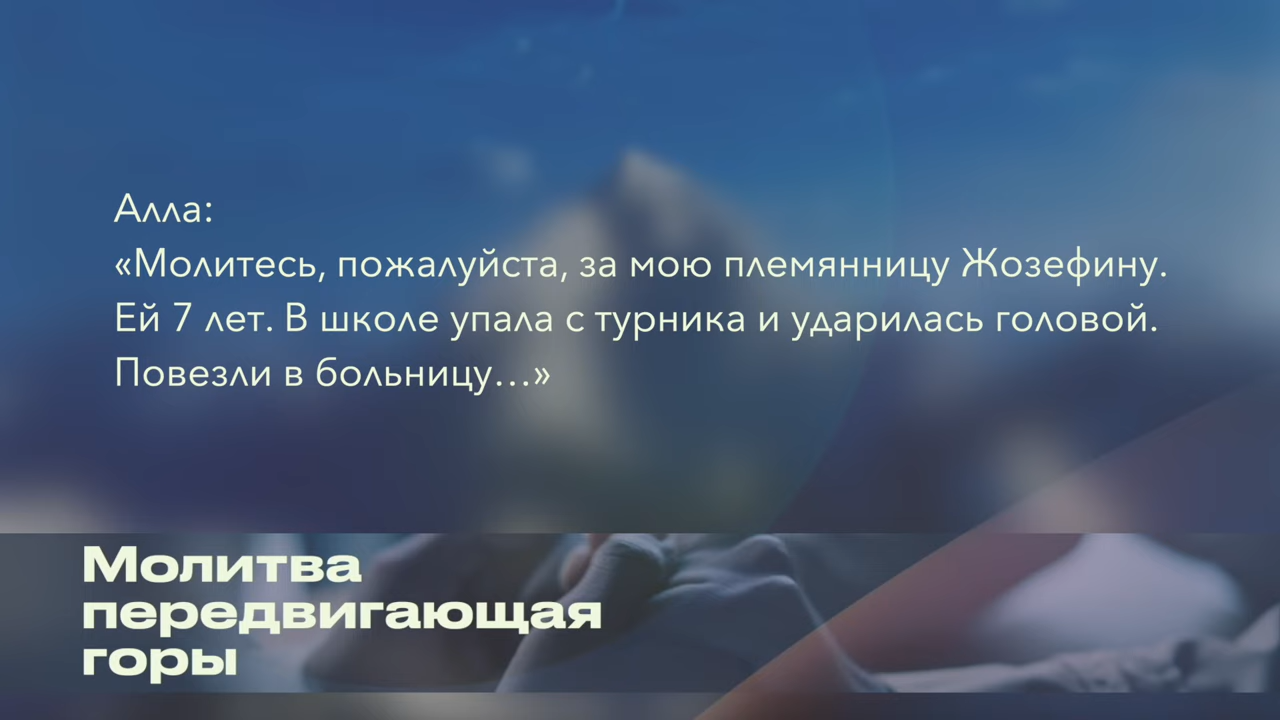 Алла:
«Молитесь, пожалуйста, за мою племянницу Жозефину.
Ей 7 лет. В школе упала с турника и ударилась головой.
Повезли в больницу...»
Молитва
передвигающая
горы